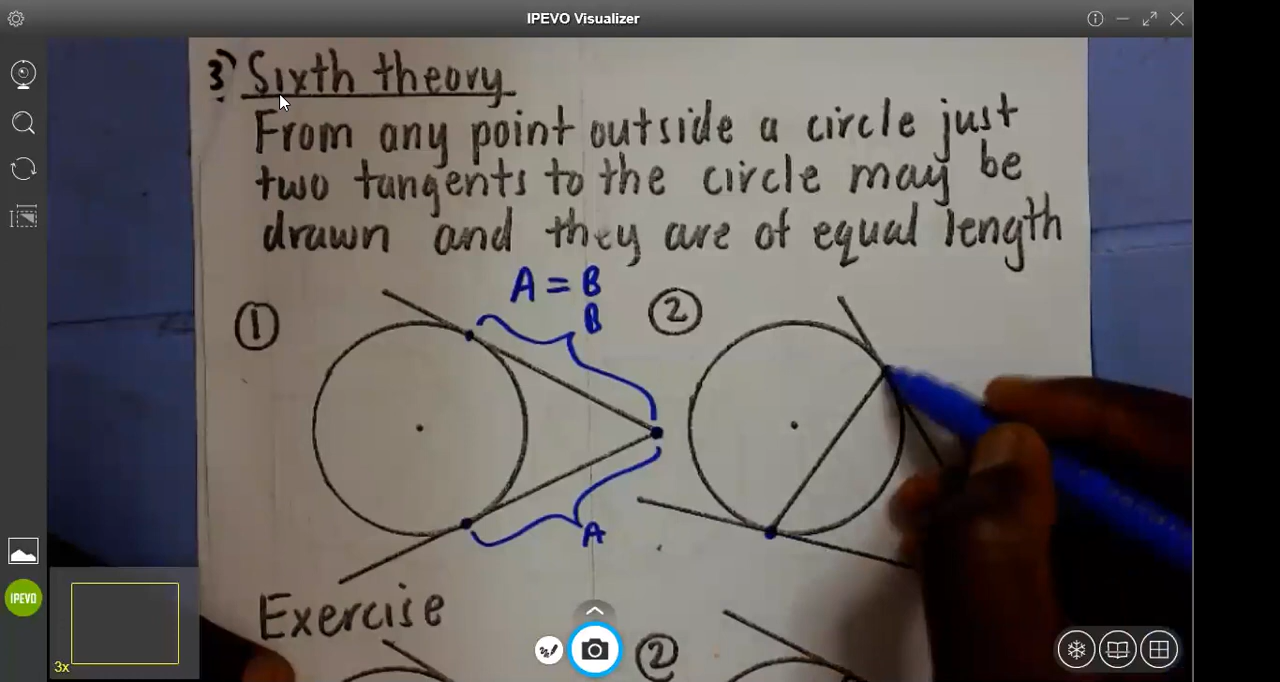 IPEVO Visualizer
3) Sixth theory
From any point outside a circle just
two tangents to the circle may be
drawn and they are of equal length
A = B
B
1
2
A
Exercise
2
IPEVO
3x